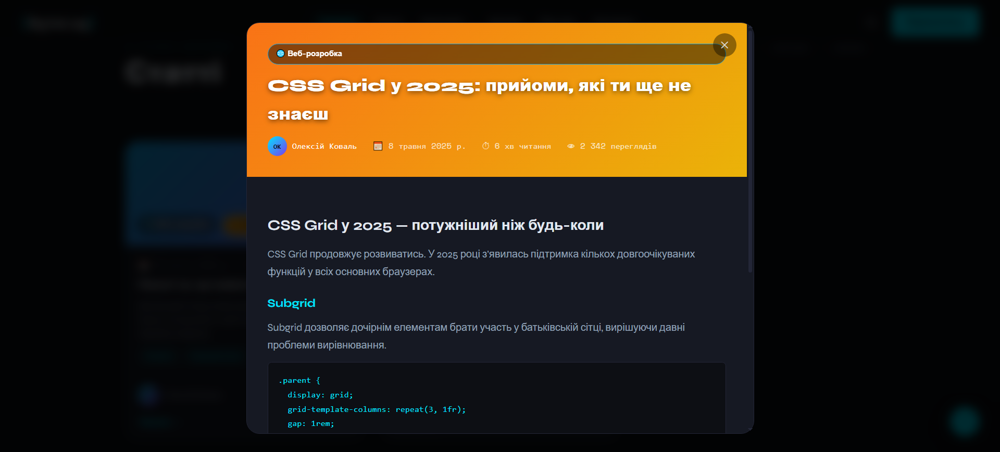 Веб-розробка
CSS Grid у 2025: прийоми, які ти ще не
знаєш
ОК Олексій Коваль 8 травня 2025 р. 6 хв читання 2 342 переглядів
CSS Grid у 2025 — потужніший ніж будь-коли
CSS Grid продовжує розвиватись. У 2025 році з'явилась підтримка кількох довгоочікуваних
функцій у всіх основних браузерах.
Subgrid
Subgrid дозволяє дочірнім елементам брати участь у батьківській сітці, вирішуючи давні
проблеми вирівнювання.
.parent {
  display: grid;
  grid-template-columns: repeat(3, 1fr);
  gap: 1rem;